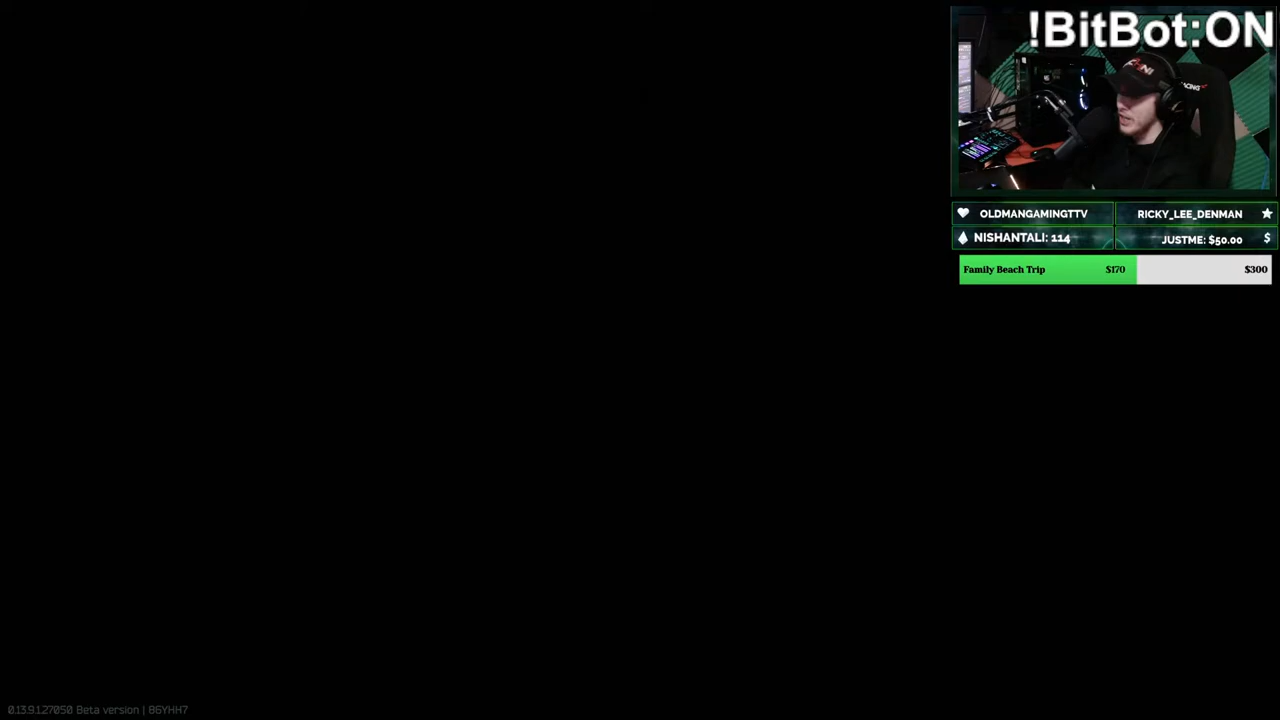 !BitBot:ON
OLDMANGAMINGTTV
RICKY_LEE_DENMAN
NISHANTALI: 114
JUSTME: $50.00 $
Family Beach Trip $170 $300
0.13.9.1.27050 Beta version | 86YHH7